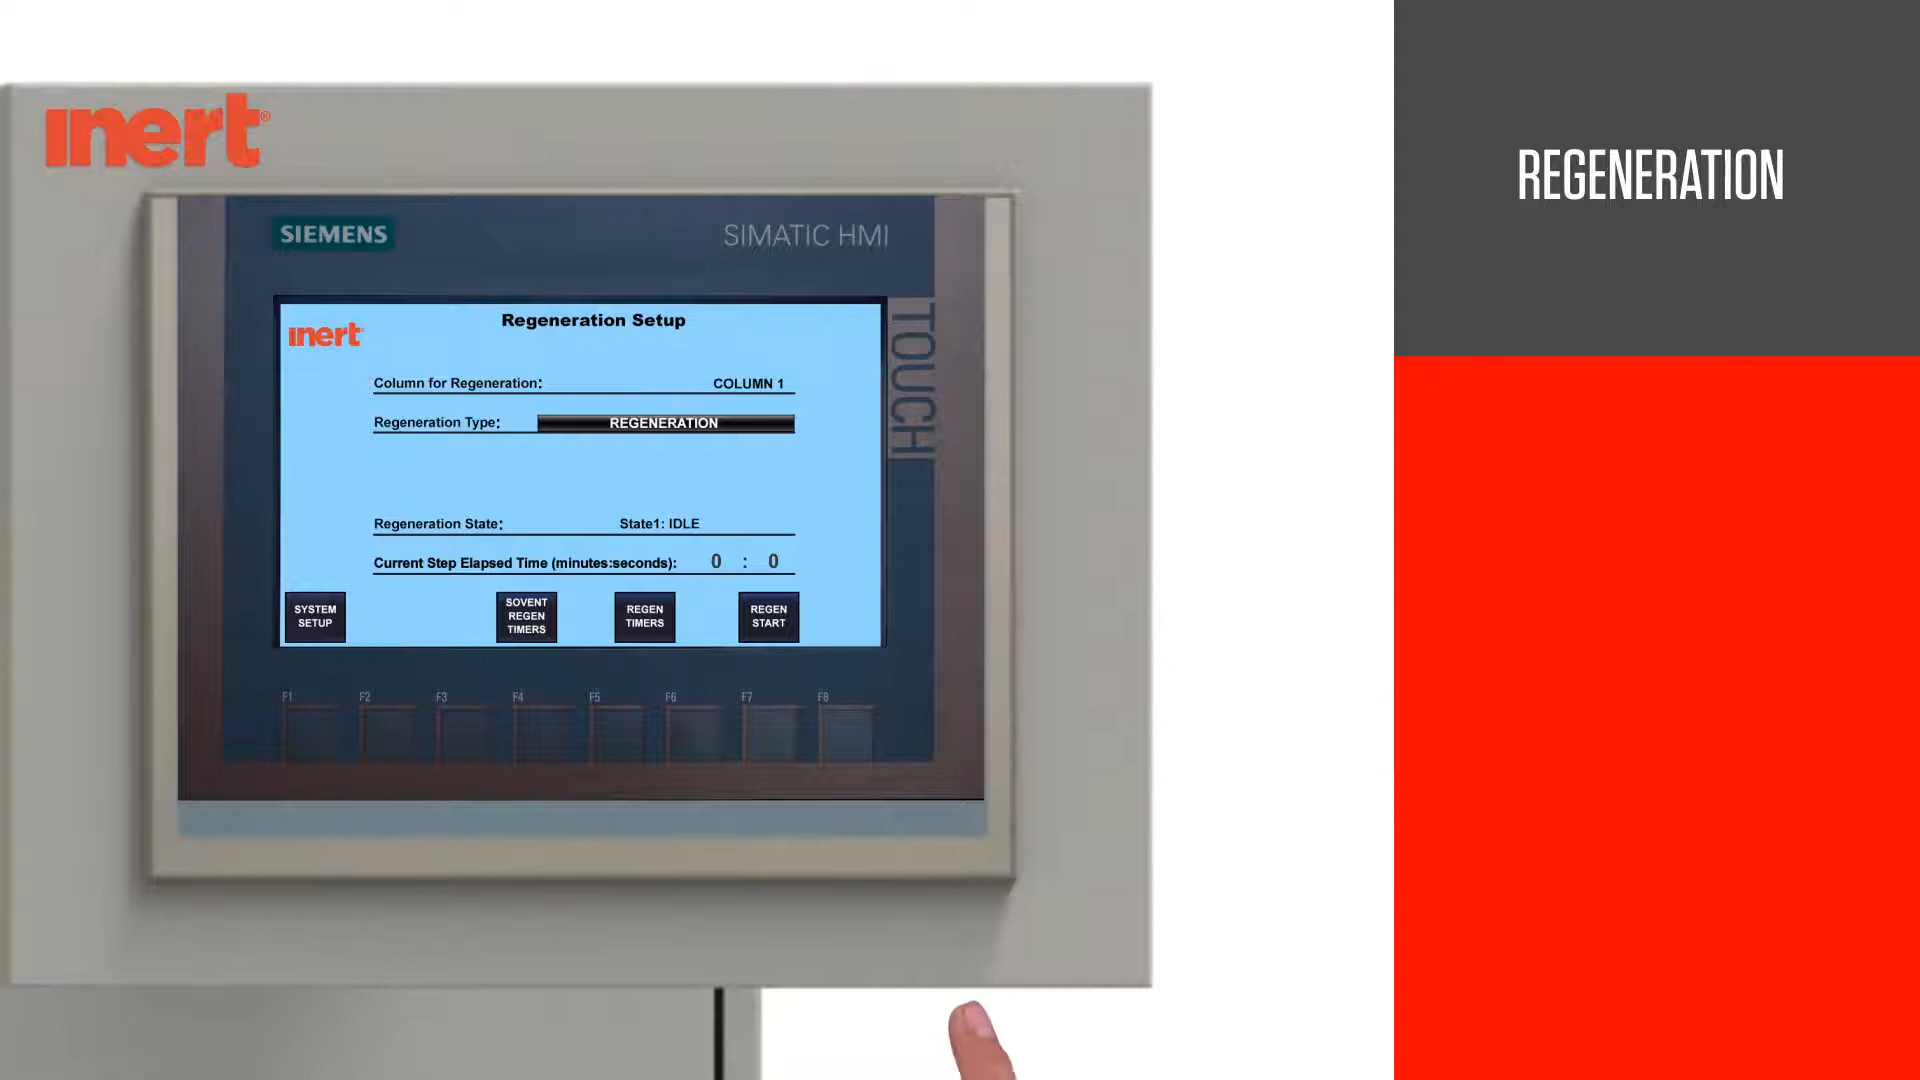 inert®
REGENERATION
SIEMENS
SIMATIC HMI
TOUCH
inert
Regeneration Setup
Column for Regeneration: COLUMN 1
Regeneration Type: REGENERATION
Regeneration State: State1: IDLE
Current Step Elapsed Time (minutes:seconds): 0 : 0
SYSTEM
SETUP
SOVENT
REGEN
TIMERS
REGEN
TIMERS
REGEN
START
F1 F2 F3 F4 F5 F6 F7 F8